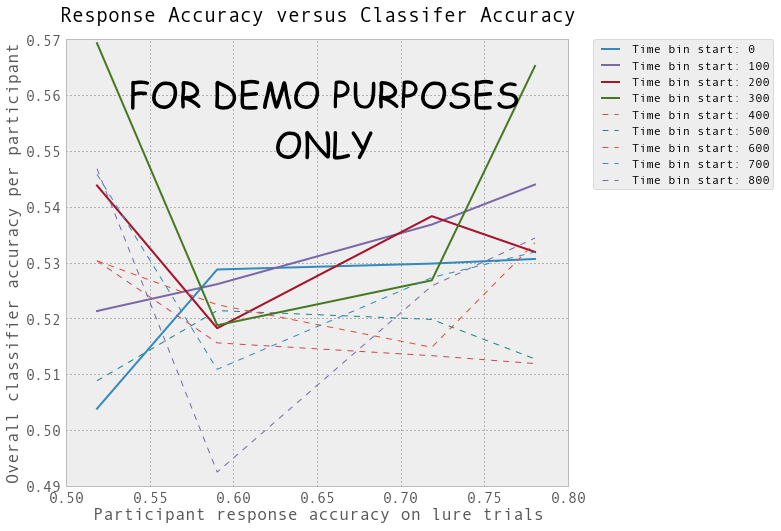 Response Accuracy versus Classifer Accuracy
Overall classifier accuracy per participant
0.57
0.56
0.55
0.54
0.53
0.52
0.51
0.50
0.49
FOR DEMO PURPOSES
ONLY
0.50 0.55 0.60 0.65 0.70 0.75 0.80
Participant response accuracy on lure trials
Time bin start: 0
Time bin start: 100
Time bin start: 200
Time bin start: 300
Time bin start: 400
Time bin start: 500
Time bin start: 600
Time bin start: 700
Time bin start: 800